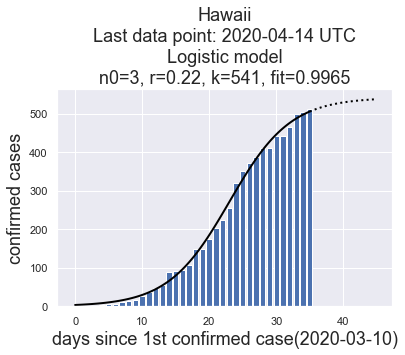 Hawaii
Last data point: 2020-04-14 UTC
Logistic model
n0=3, r=0.22, k=541, fit=0.9965
500
400
300
200
100
0
confirmed cases
0 10 20 30 40
days since 1st confirmed case(2020-03-10)